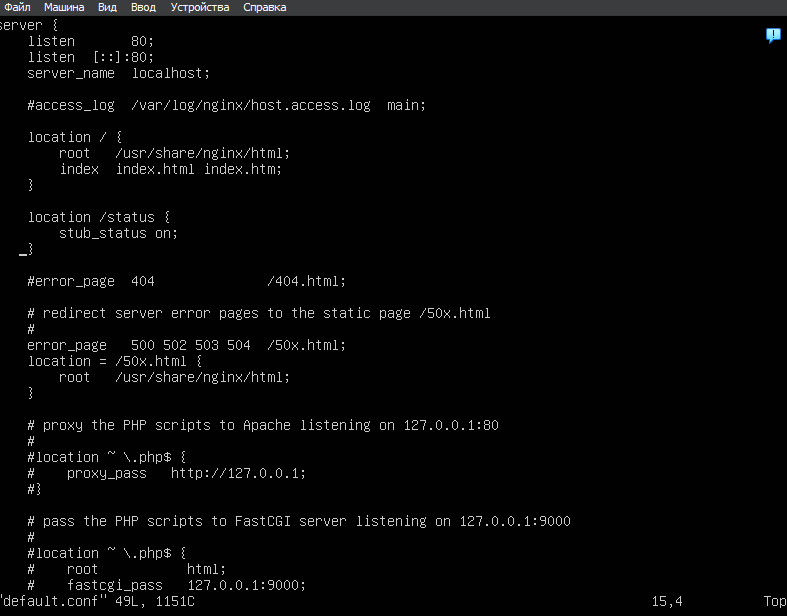 Файл Машина Вид Ввод Устройства Справка
server {
    listen       80;
    listen  [::]:80;
    server_name  localhost;
    #access_log  /var/log/nginx/host.access.log  main;
    location / {
        root   /usr/share/nginx/html;
        index  index.html index.htm;
    }
    location /status {
        stub_status on;
   _}
    #error_page  404              /404.html;
    # redirect server error pages to the static page /50x.html
    #
    error_page   500 502 503 504  /50x.html;
    location = /50x.html {
        root   /usr/share/nginx/html;
    }
    # proxy the PHP scripts to Apache listening on 127.0.0.1:80
    #
    #location ~ \.php$ {
    #    proxy_pass   http://127.0.0.1;
    #}
    # pass the PHP scripts to FastCGI server listening on 127.0.0.1:9000
    #
    #location ~ \.php$ {
    #    root           html;
    #    fastcgi_pass   127.0.0.1:9000;
"default.conf" 49L, 1151C 15,4 Top